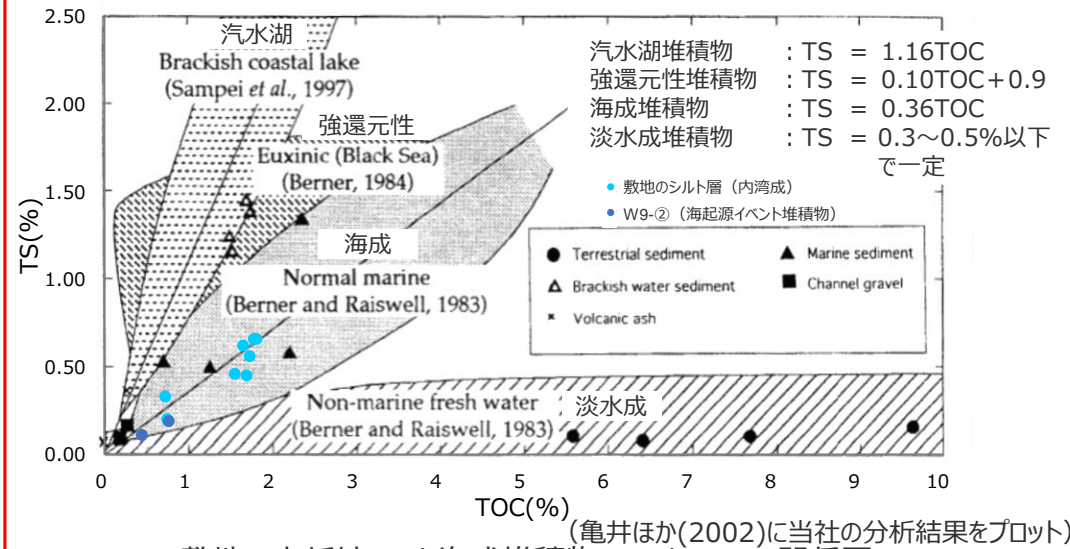 2.50
汽水湖
Brackish coastal lake
(Sampei et al., 1997)
汽水湖堆積物 : TS = 1.16TOC
強還元性堆積物 : TS = 0.10TOC+0.9
海成堆積物 : TS = 0.36TOC
淡水成堆積物 : TS = 0.3~0.5%以下
で一定
2.00
強還元性
Euxinic (Black Sea)
(Berner, 1984)
敷地のシルト層（内湾成）
W9-②（海起源イベント堆積物）
1.50
TS(%)
海成
Normal marine
(Berner and Raiswell, 1983)
Terrestrial sediment
Marine sediment
Brackish water sediment
Channel gravel
Volcanic ash
1.00
0.50
Non-marine fresh water 淡水成
(Berner and Raiswell, 1983)
0.00
0 1 2 3 4 5 6 7 8 9 10
TOC(%)
(亀井ほか(2002)に当社の分析結果をプロット)